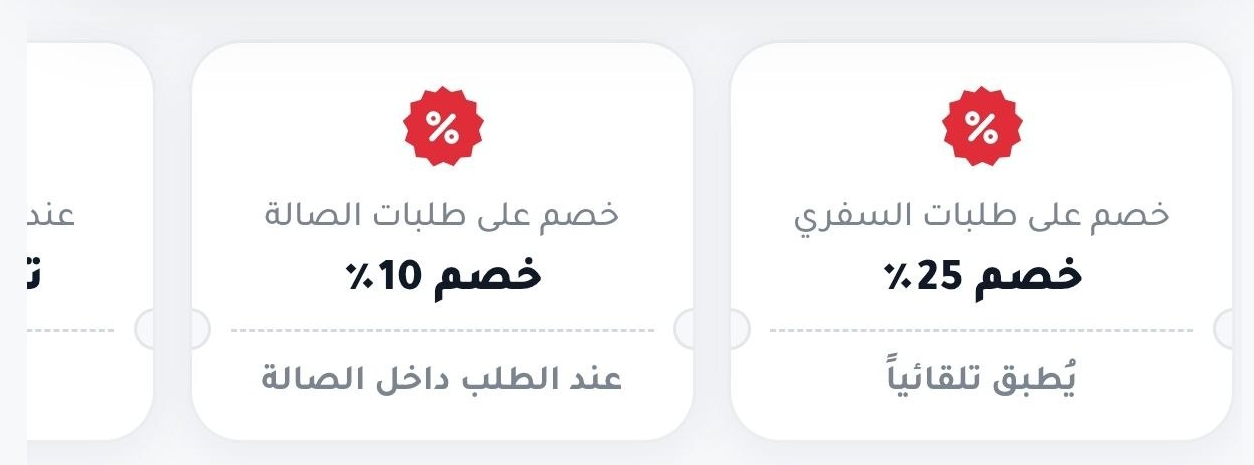 خصم على طلبات السفري
خصم 25٪
يُطبق تلقائياً
خصم على طلبات الصالة
خصم 10٪
عند الطلب داخل الصالة
عند